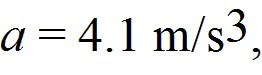 a = 4.1 m/s³,